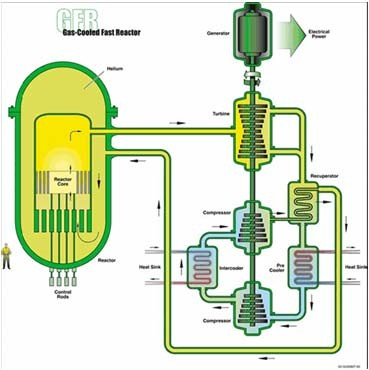 GFR
Gas-Cooled Fast Reactor
Generator
Electrical
Power
Helium
Turbine
Reactor
Core
Recuperator
Compressor
Heat Sink
Intercooler
Pre
Cooler
Heat Sink
Reactor
Control
Rods
Compressor